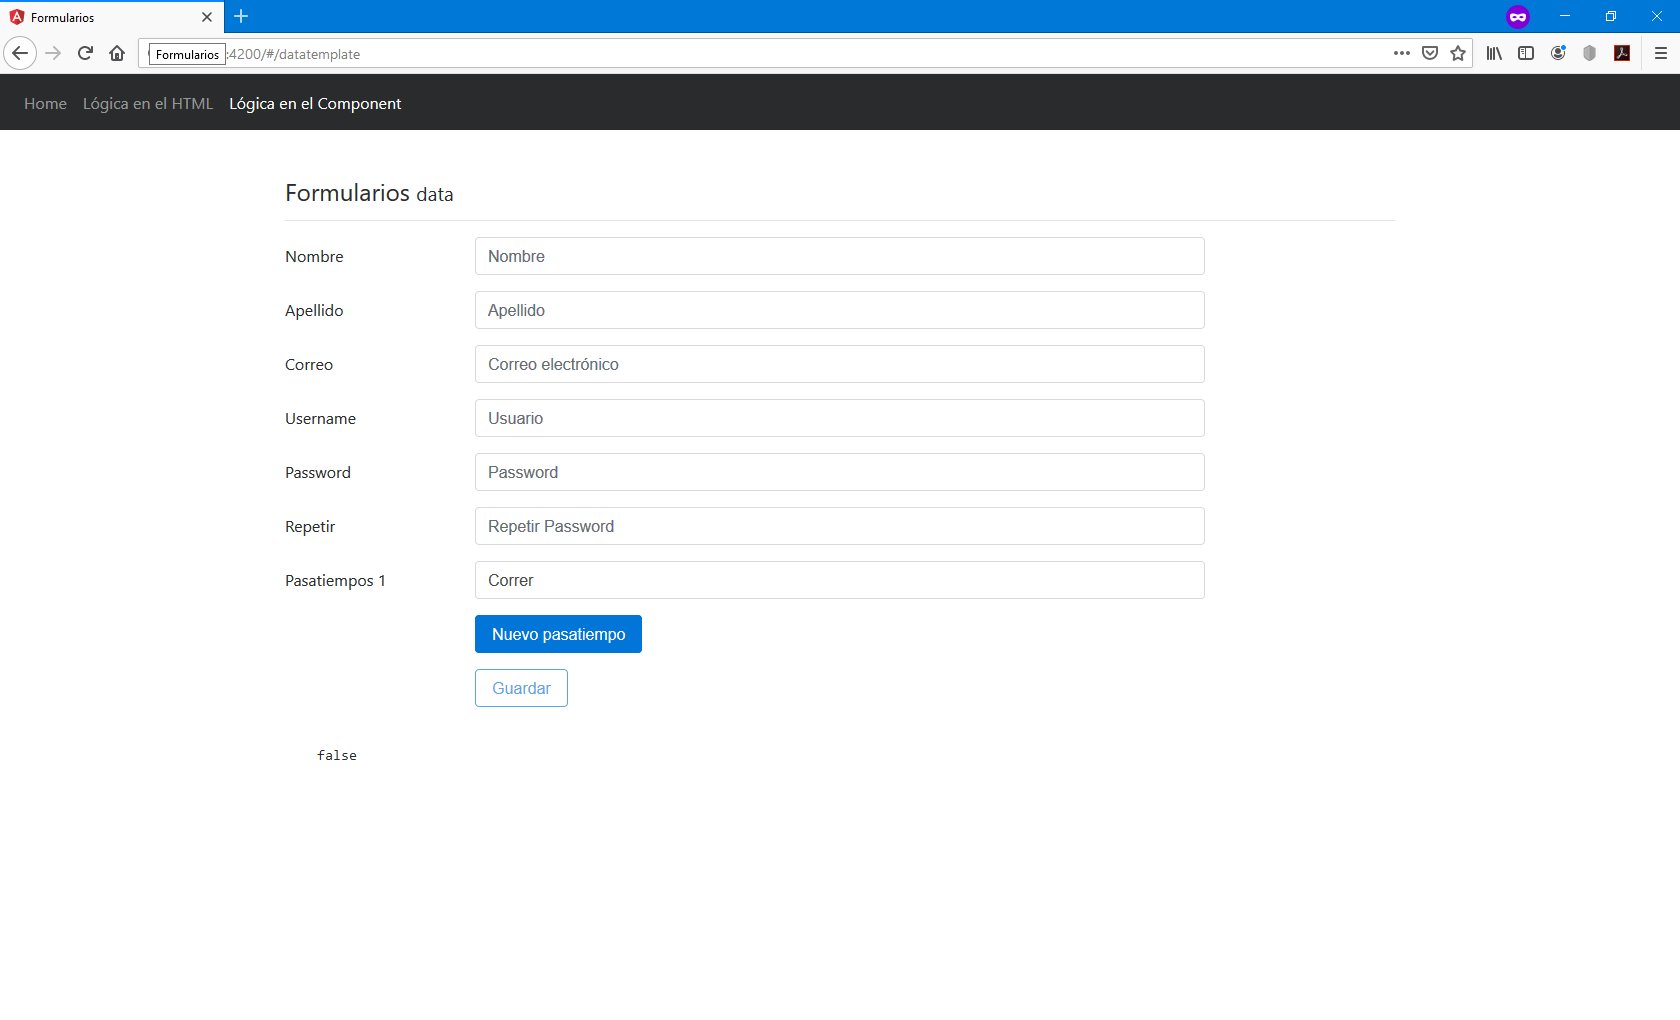 Formularios
Formularios :4200/#/datatemplate
Home Lógica en el HTML Lógica en el Component
Formularios data
Nombre Nombre
Apellido Apellido
Correo Correo electrónico
Username Usuario
Password Password
Repetir Repetir Password
Pasatiempos 1 Correr
Nuevo pasatiempo
Guardar
false